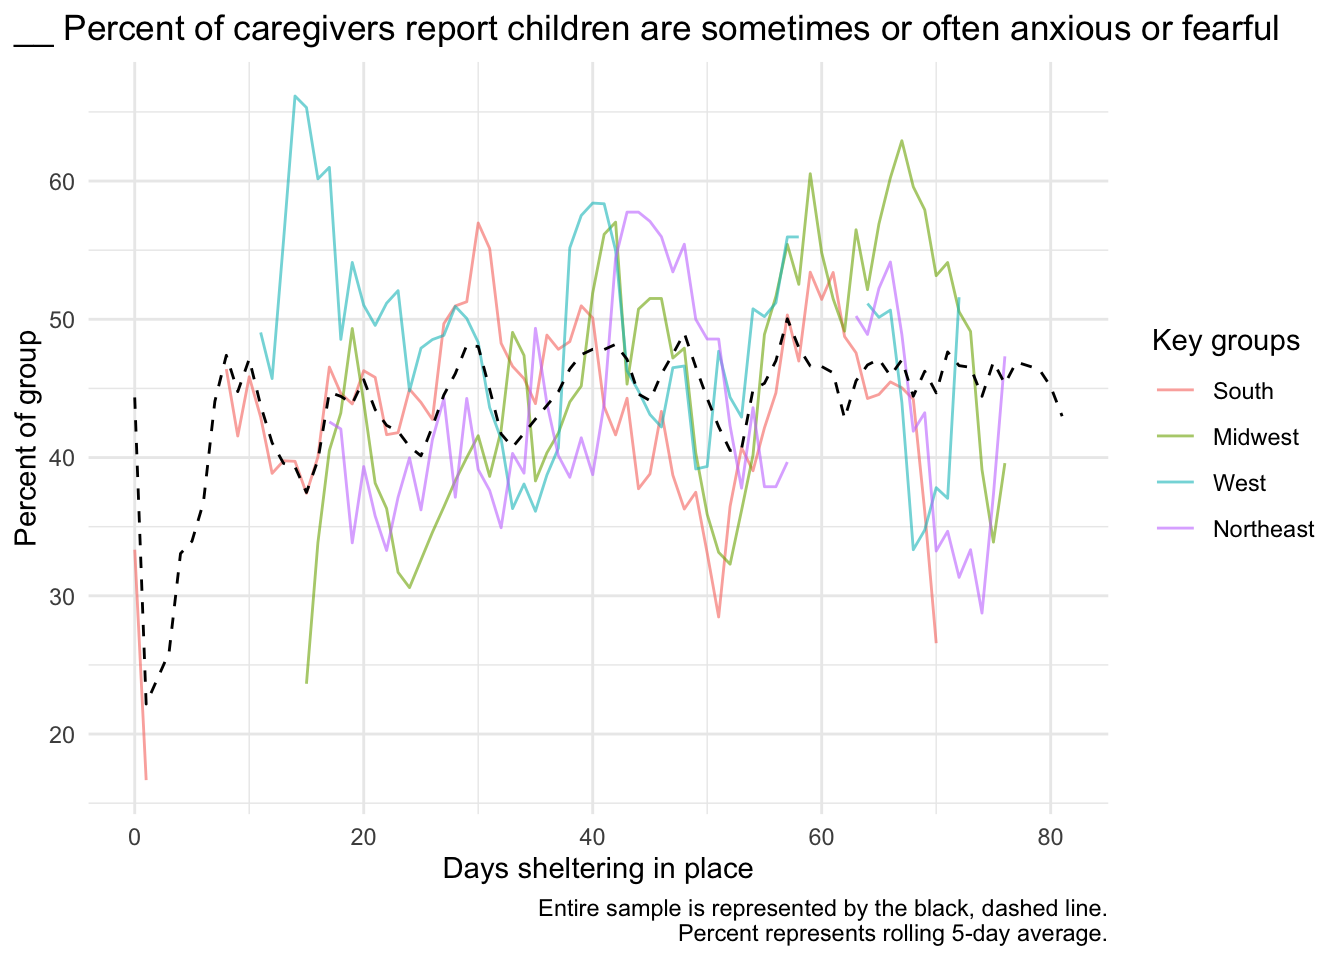 __ Percent of caregivers report children are sometimes or often anxious or fearful
Percent of group
60
50
40
30
20
0 20 40 60 80
Days sheltering in place
Key groups
South
Midwest
West
Northeast
Entire sample is represented by the black, dashed line.
Percent represents rolling 5-day average.